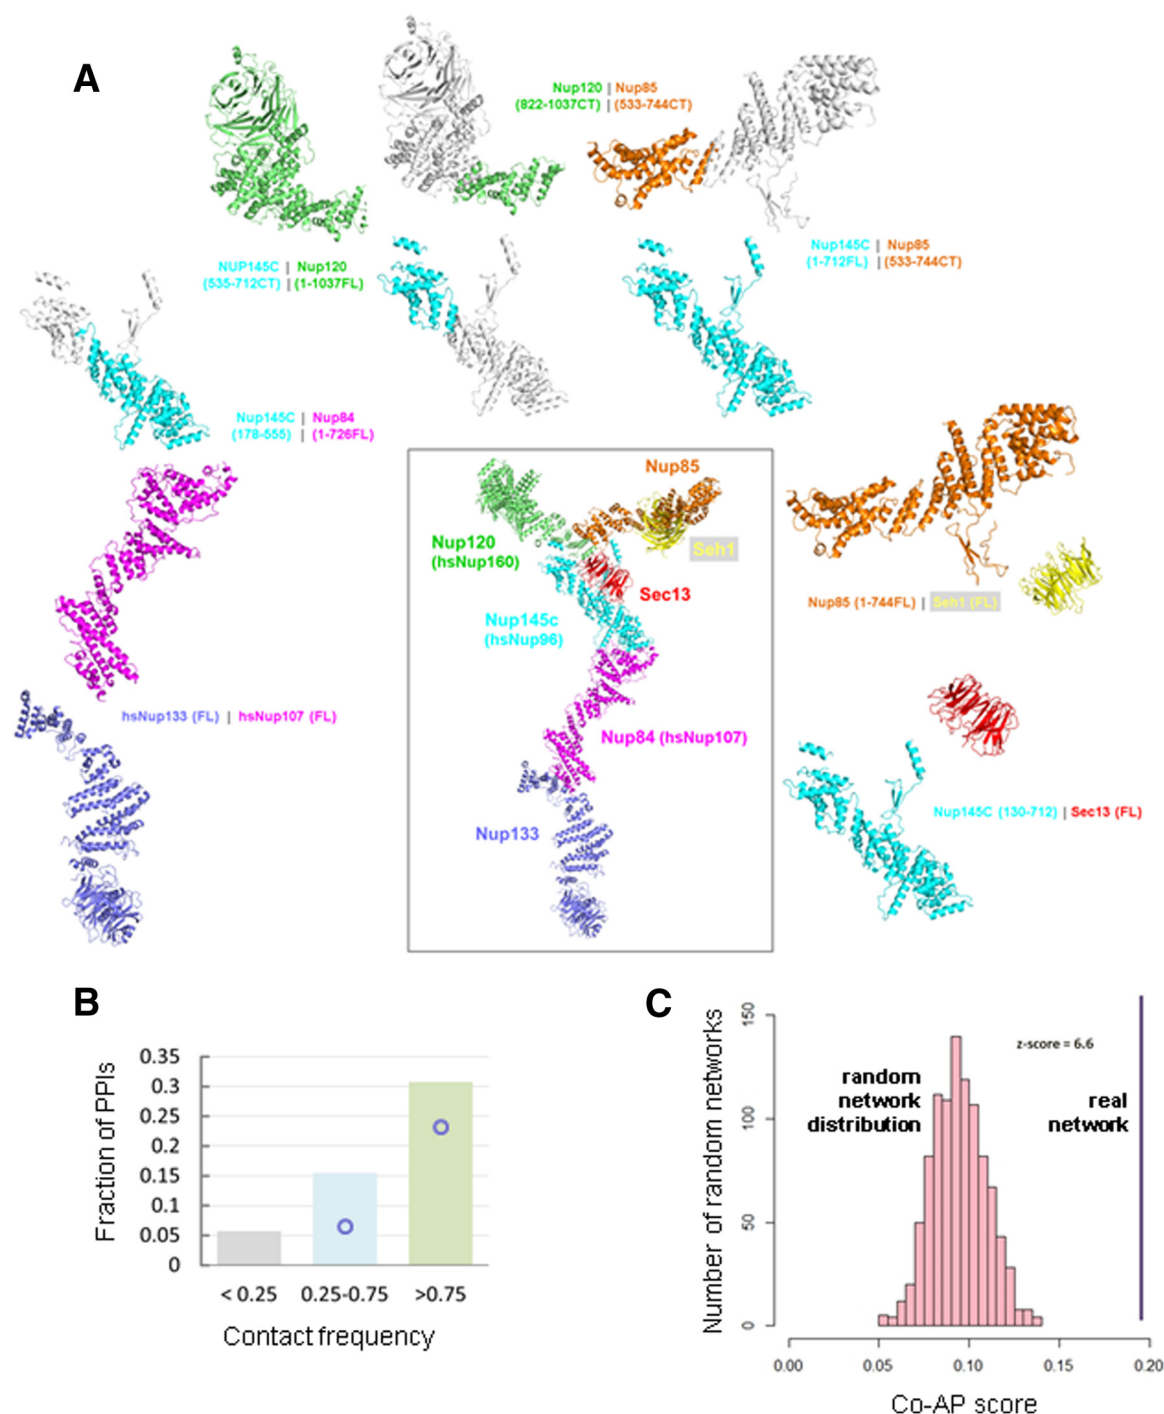 A
Nup120 | Nup85
(822-1037CT) | (533-744CT)
NUP145C | Nup120
(535-712CT) | (1-1037FL)
Nup145C | Nup85
(1-712FL) | (533-744CT)
Nup145C | Nup84
(178-555) | (1-726FL)
Nup85
Nup120
(hsNup160)
Seh1
Sec13
Nup145c
(hsNup96)
Nup84 (hsNup107)
Nup133
Nup85 (1-744FL) | Seh1 (FL)
hsNup133 (FL) | hsNup107 (FL)
Nup145C (130-712) | Sec13 (FL)
B
Fraction of PPIs
0.35
0.3
0.25
0.2
0.15
0.1
0.05
0
< 0.25 0.25-0.75 >0.75
Contact frequency
C
Number of random networks
150
100
50
0
z-score = 6.6
random
network
distribution
real
network
0.00 0.05 0.10 0.15 0.20
Co-AP score